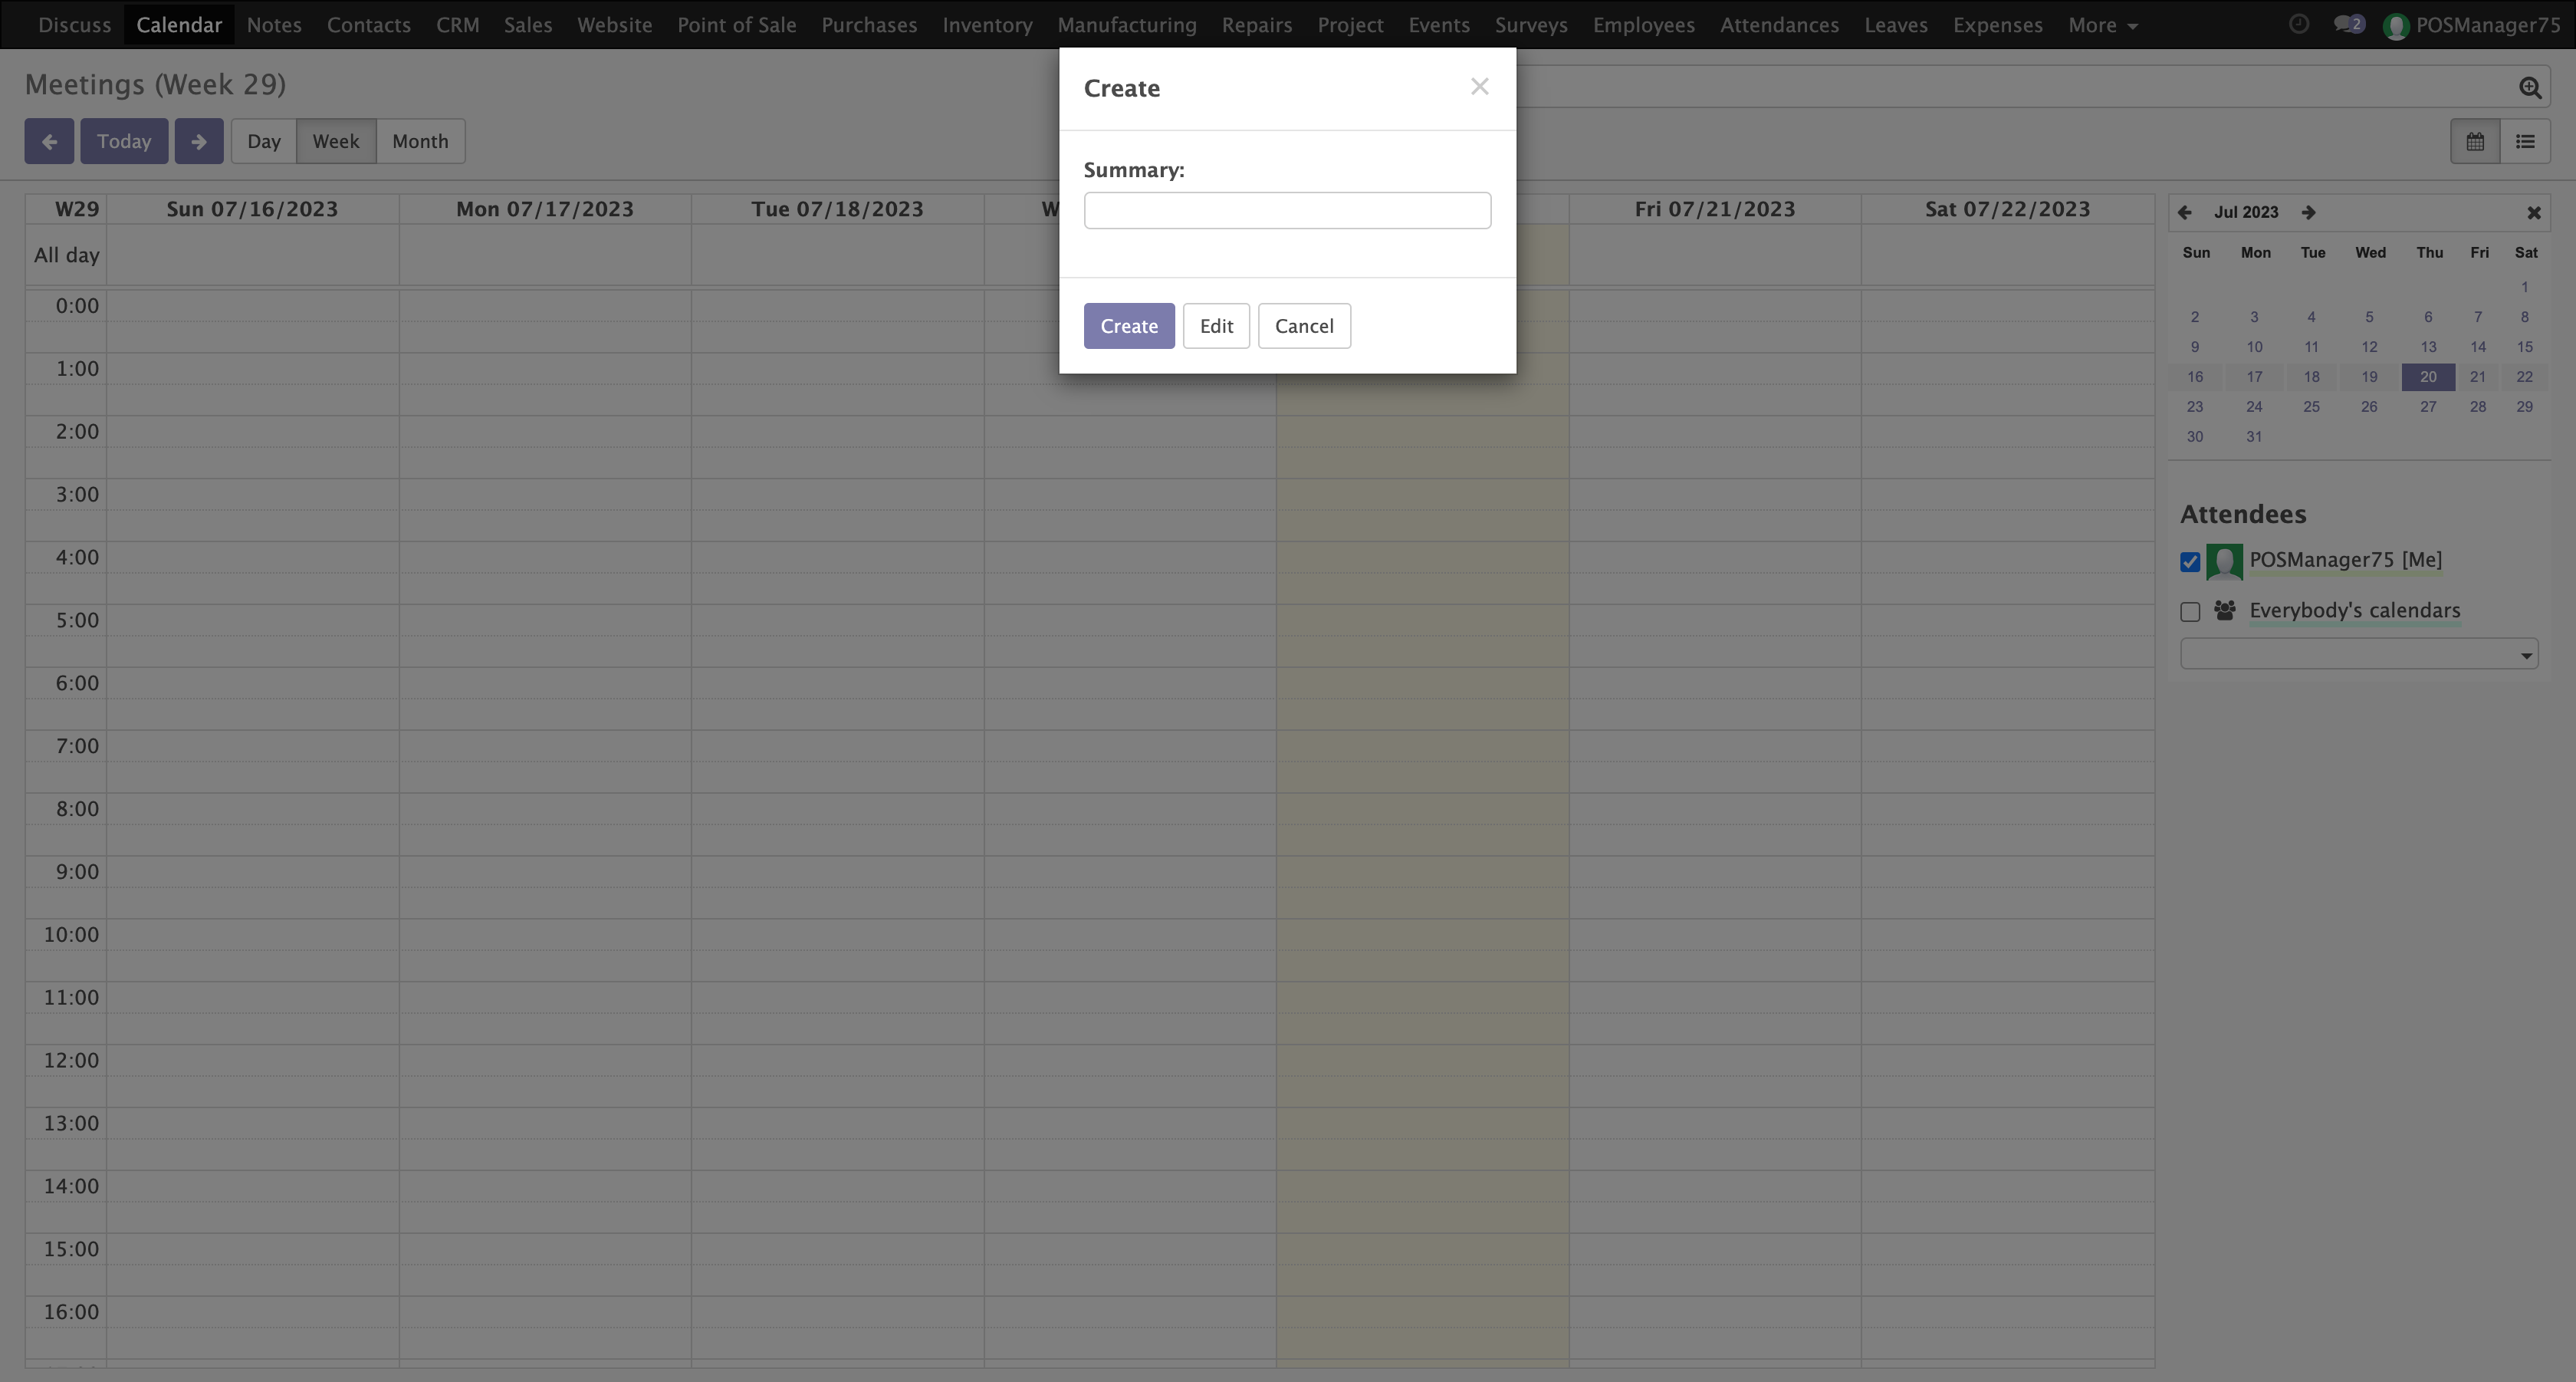 Discuss Calendar Notes Contacts CRM Sales Website Point of Sale Purchases Inventory Manufacturing Repairs Project Events Surveys Employees Attendances Leaves Expenses More 2 POSManager75
Meetings (Week 29)
Today Day Week Month
Create
Summary:
Create Edit Cancel
W29 Sun 07/16/2023 Mon 07/17/2023 Tue 07/18/2023 W Fri 07/21/2023 Sat 07/22/2023
All day
0:00
1:00
2:00
3:00
4:00
5:00
6:00
7:00
8:00
9:00
10:00
11:00
12:00
13:00
14:00
15:00
16:00
Jul 2023
Sun Mon Tue Wed Thu Fri Sat
1
2 3 4 5 6 7 8
9 10 11 12 13 14 15
16 17 18 19 20 21 22
23 24 25 26 27 28 29
30 31
Attendees
POSManager75 [Me]
Everybody's calendars